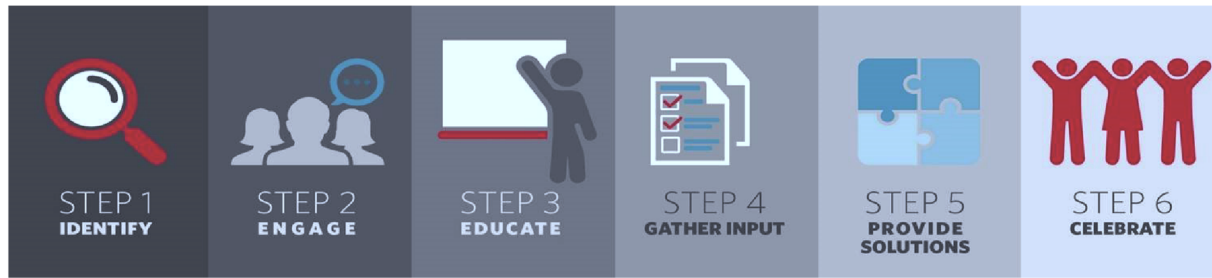 STEP 1
IDENTIFY
STEP 2
ENGAGE
STEP 3
EDUCATE
STEP 4
GATHER INPUT
STEP 5
PROVIDE
SOLUTIONS
STEP 6
CELEBRATE